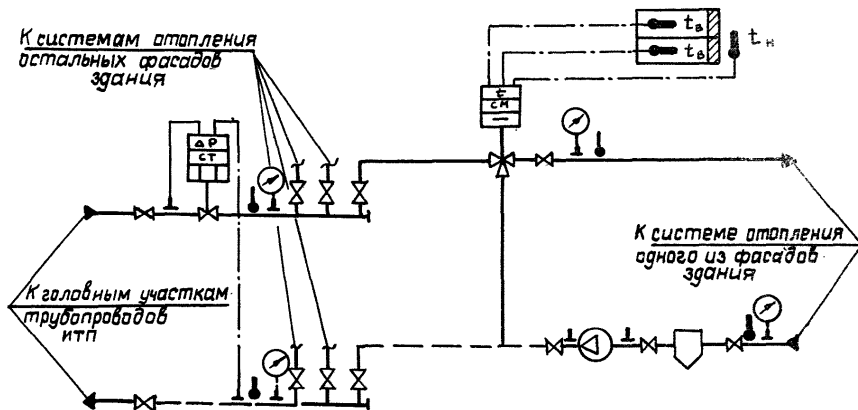 К системам отопления
остальных фасадов
здания
tв
tв
tн
t
см
ΔР
СТ
К системе отопления
одного из фасадов
здания
К головным участкам
трубопроводов
ИТП